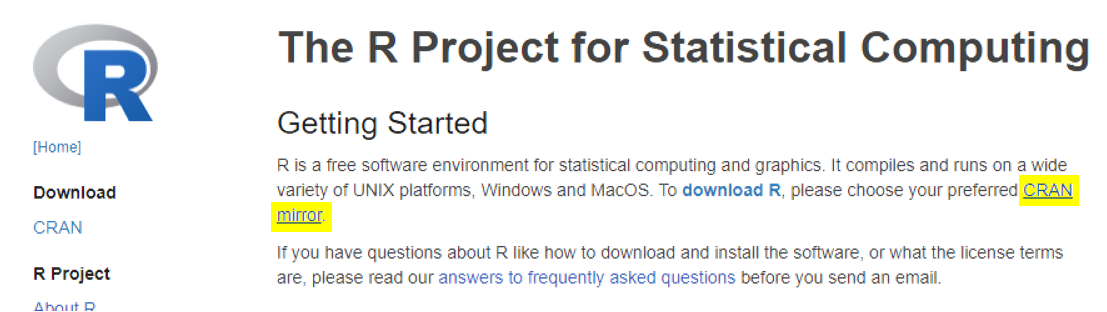 R
[Home]
Download
CRAN
R Project
About R
The R Project for Statistical Computing
Getting Started
R is a free software environment for statistical computing and graphics. It compiles and runs on a wide
variety of UNIX platforms, Windows and MacOS. To download R, please choose your preferred CRAN
mirror.
If you have questions about R like how to download and install the software, or what the license terms
are, please read our answers to frequently asked questions before you send an email.